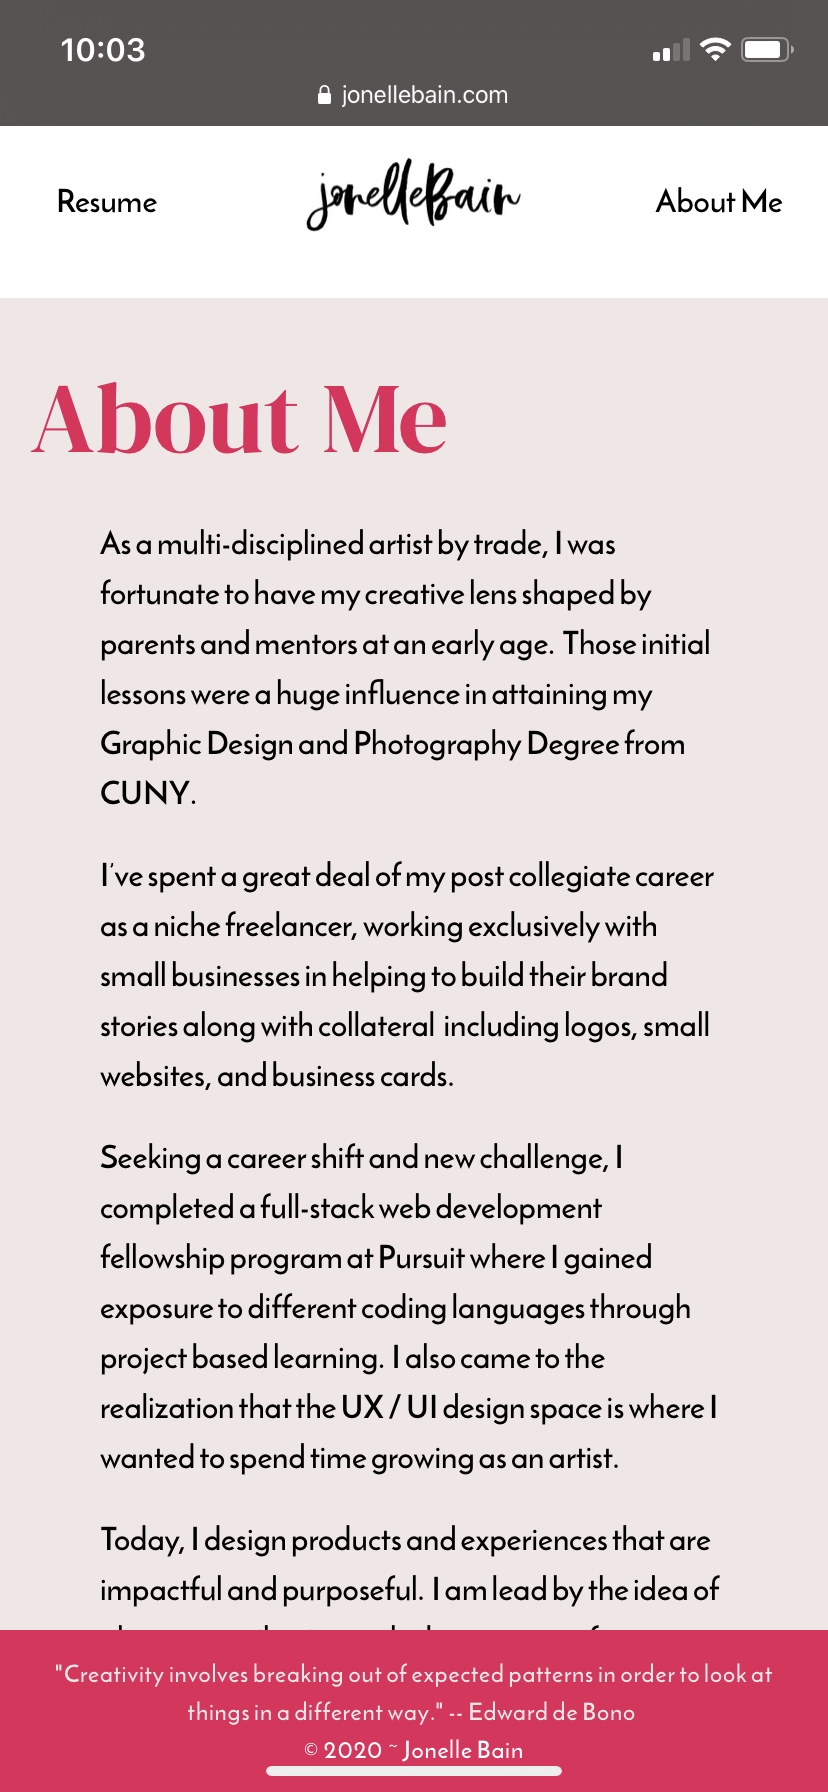 10:03
jonellebain.com
Resume
jonelleBain
About Me
About Me
As a multi-disciplined artist by trade, I was
fortunate to have my creative lens shaped by
parents and mentors at an early age. Those initial
lessons were a huge influence in attaining my
Graphic Design and Photography Degree from
CUNY.
I've spent a great deal of my post collegiate career
as a niche freelancer, working exclusively with
small businesses in helping to build their brand
stories along with collateral including logos, small
websites, and business cards.
Seeking a career shift and new challenge, I
completed a full-stack web development
fellowship program at Pursuit where I gained
exposure to different coding languages through
project based learning. I also came to the
realization that the UX / UI design space is where I
wanted to spend time growing as an artist.
Today, I design products and experiences that are
impactful and purposeful. I am lead by the idea of
"Creativity involves breaking out of expected patterns in order to look at
things in a different way." -- Edward de Bono
© 2020 ~ Jonelle Bain